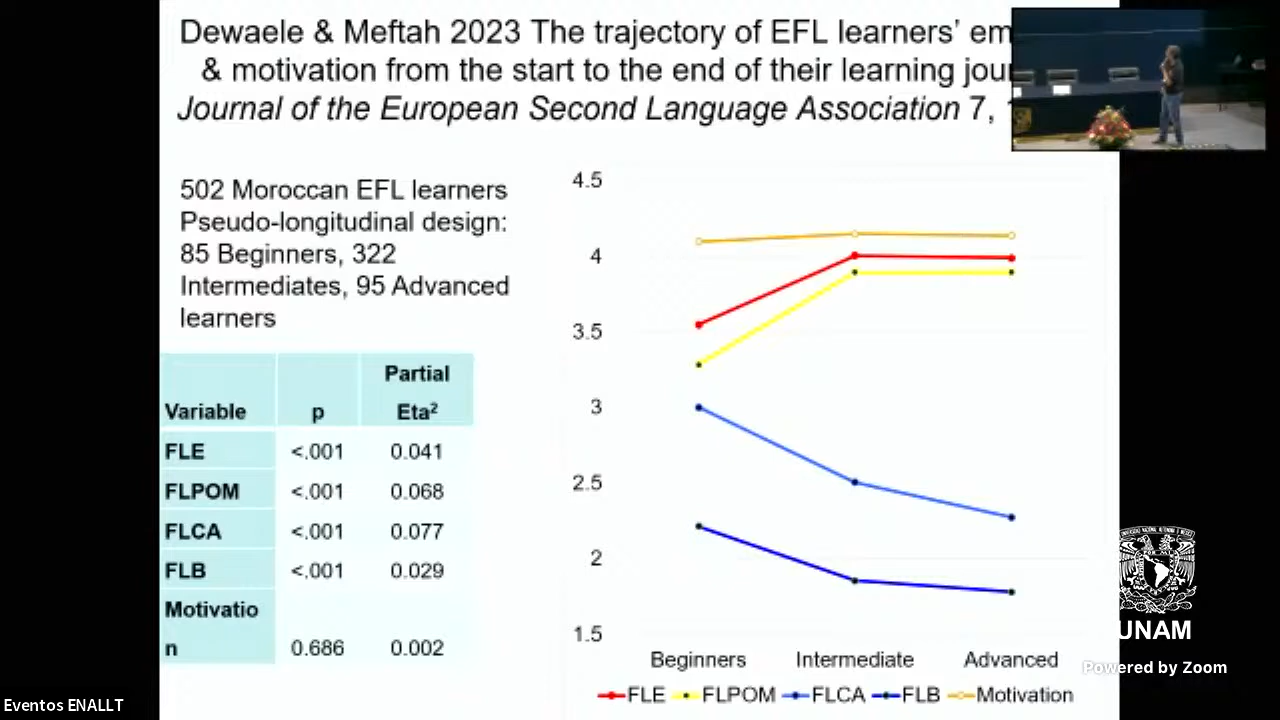 Dewaele & Meftah 2023 The trajectory of EFL learners' em
& motivation from the start to the end of their learning jou
Journal of the European Second Language Association 7,
502 Moroccan EFL learners
Pseudo-longitudinal design:
85 Beginners, 322
Intermediates, 95 Advanced
learners
Variable p Partial Eta²
FLE <.001 0.041
FLPOM <.001 0.068
FLCA <.001 0.077
FLB <.001 0.029
Motivatio
n 0.686 0.002
4.5
4
3.5
3
2.5
2
1.5
Beginners Intermediate Advanced
FLE FLPOM FLCA FLB Motivation
UNAM
Powered by Zoom
Eventos ENALLT